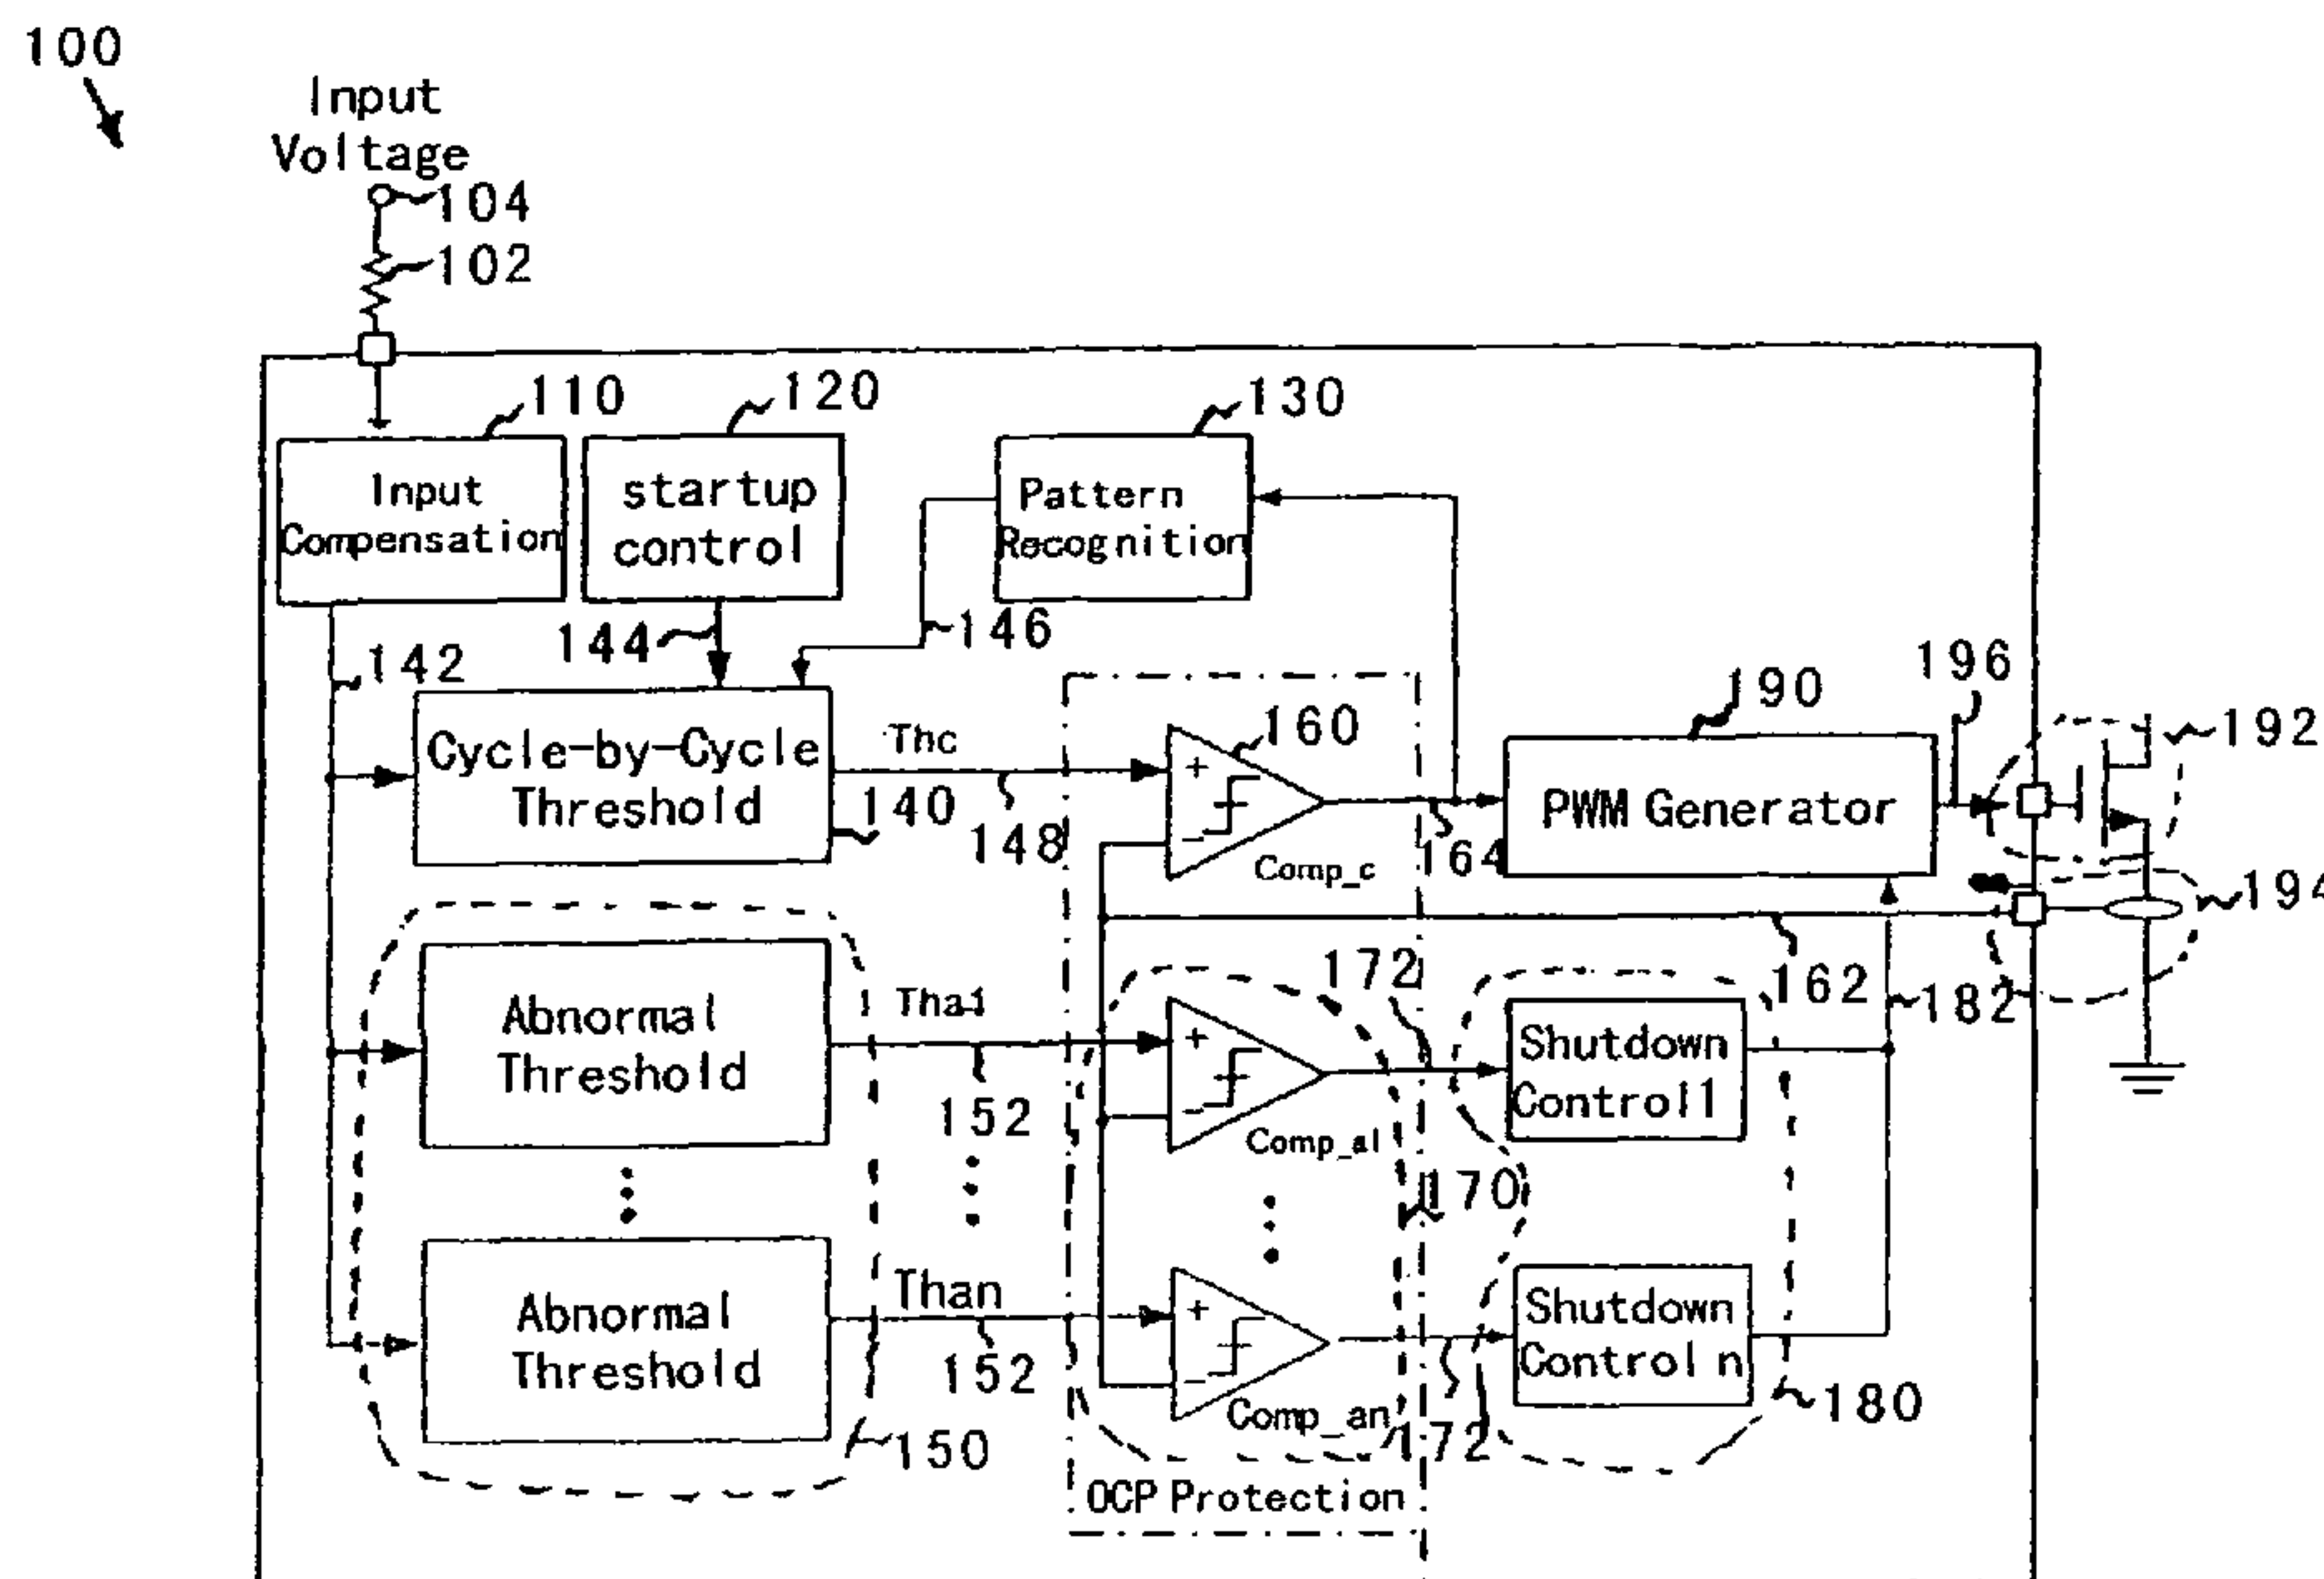 100
Input
Voltage
104
102
110
120
130
Input
Compensation
startup
control
Pattern
Recognition
142
144
146
Cycle-by-Cycle
Threshold
140
Thc
148
+
−
160
Comp_c
164
190
PWM Generator
196
192
194
162
182
Abnormal
Threshold
Tha1
152
+
−
Comp_a1
172
Shutdown
Control1
170
Abnormal
Threshold
Than
152
+
−
Comp_an
172
Shutdown
Control n
180
150
OCP Protection